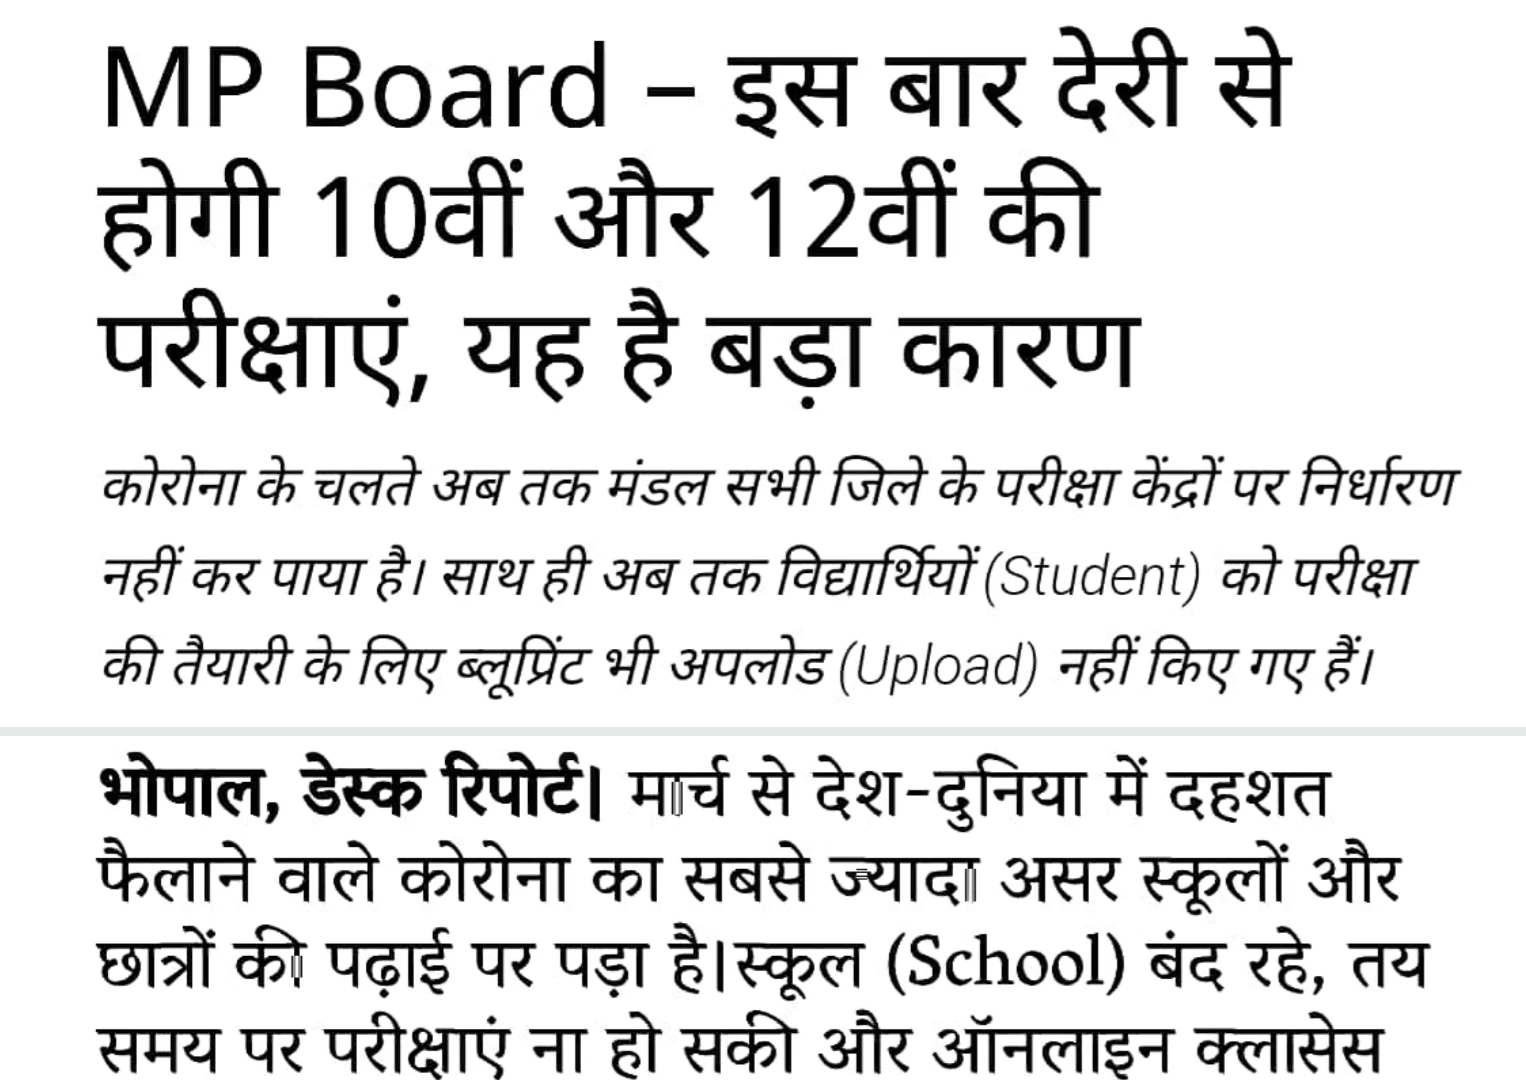 MP Board – इस बार देरी से
होगी 10वीं और 12वीं की
परीक्षाएं, यह है बड़ा कारण
कोरोना के चलते अब तक मंडल सभी जिले के परीक्षा केंद्रों पर निर्धारण
नहीं कर पाया है। साथ ही अब तक विद्यार्थियों (Student) को परीक्षा
की तैयारी के लिए ब्लूप्रिंट भी अपलोड (Upload) नहीं किए गए हैं।
भोपाल, डेस्क रिपोर्ट। मार्च से देश-दुनिया में दहशत
फैलाने वाले कोरोना का सबसे ज्यादा असर स्कूलों और
छात्रों की पढ़ाई पर पड़ा है।स्कूल (School) बंद रहे, तय
समय पर परीक्षाएं ना हो सकी और ऑनलाइन क्लासेस